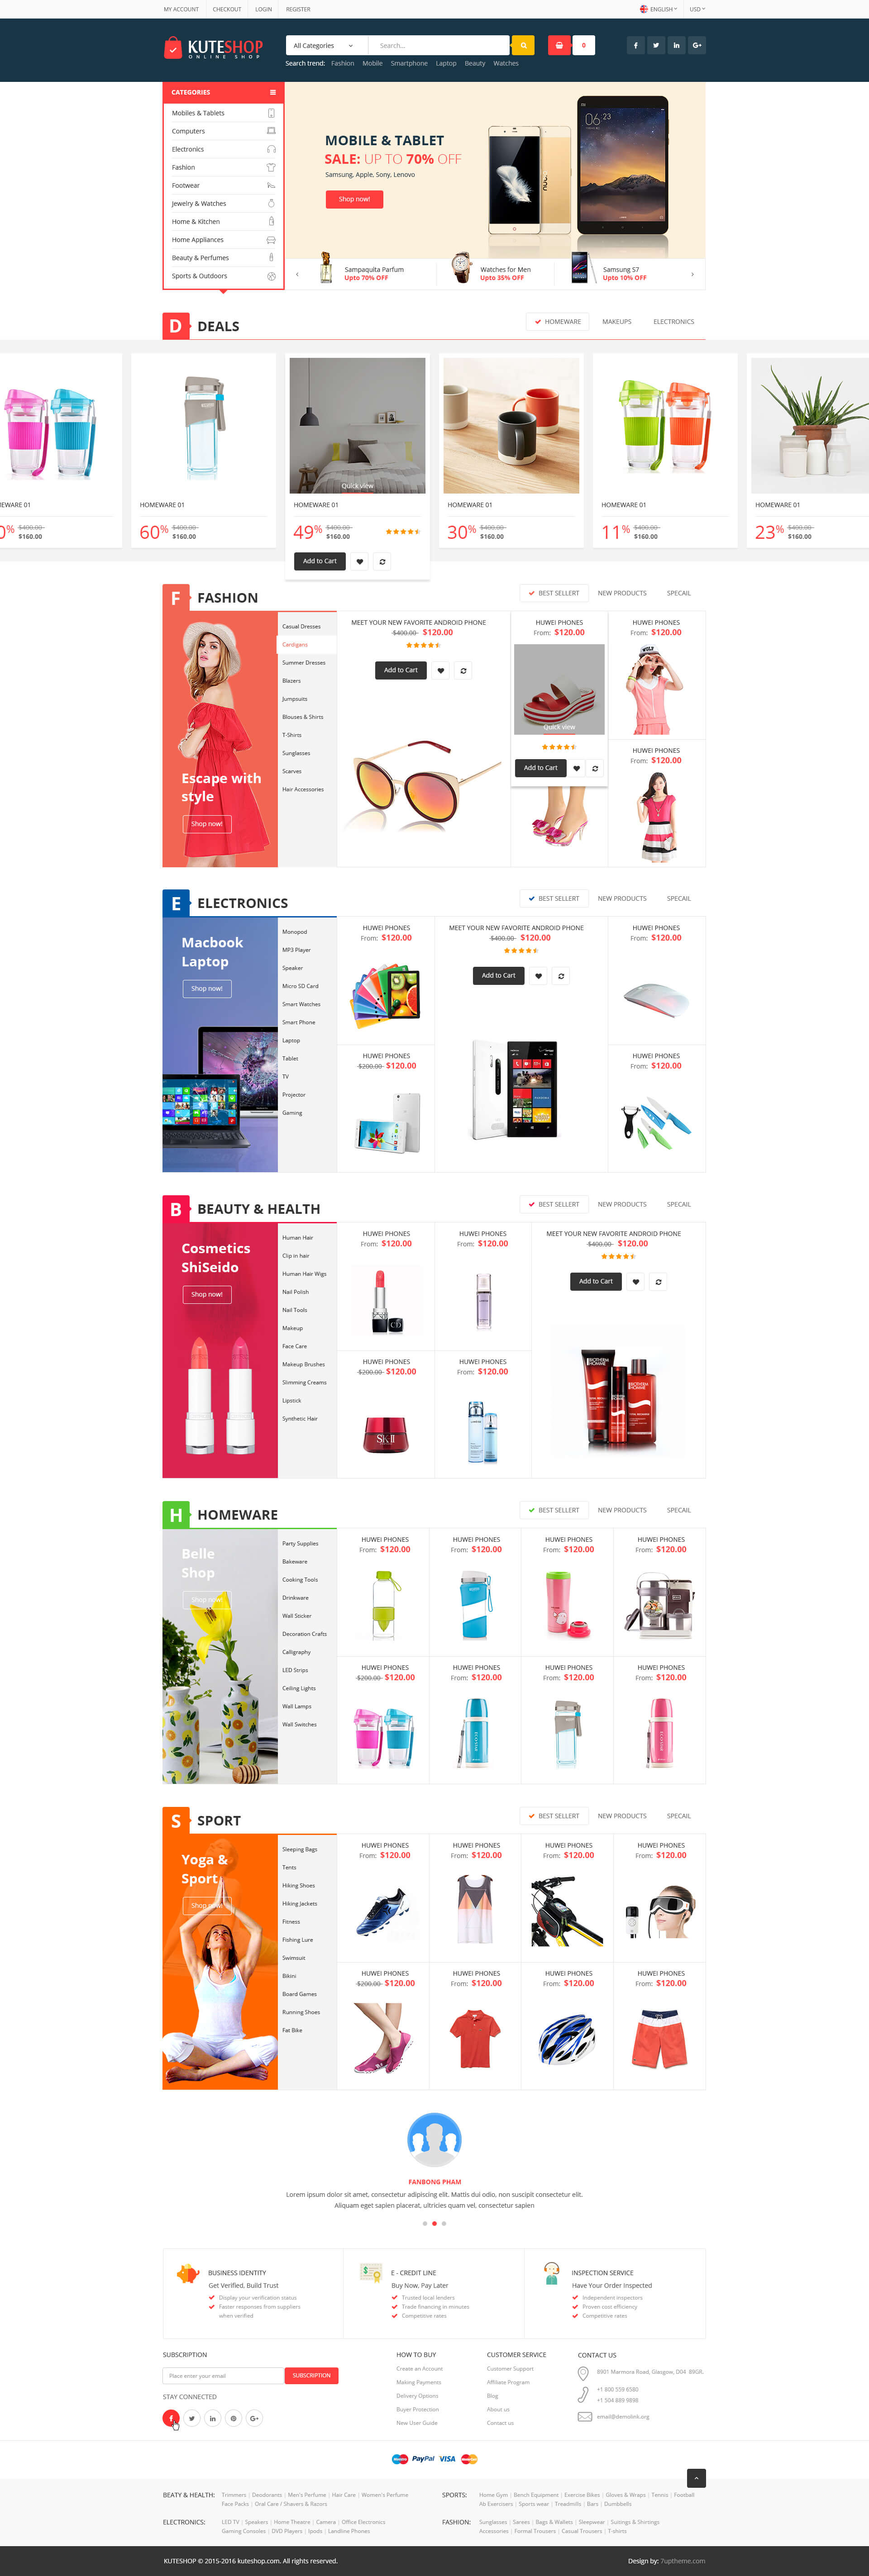 MY ACCOUNT CHECKOUT LOGIN REGISTER ENGLISH USD
KUTESHOP
ONLINE SHOP
All Categories Search... 0
Search trend: Fashion Mobile Smartphone Laptop Beauty Watches
CATEGORIES
Mobiles & Tablets
Computers
Electronics
Fashion
Footwear
Jewelry & Watches
Home & Kitchen
Home Appliances
Beauty & Perfumes
Sports & Outdoors
MOBILE & TABLET
SALE: UP TO 70% OFF
Samsung, Apple, Sony, Lenovo
Shop now!
06:23
Sampaquita Parfum
Upto 70% OFF
Watches for Men
Upto 35% OFF
Samsung S7
Upto 10% OFF
D DEALS
HOMEWARE MAKEUPS ELECTRONICS
Quick view
EWARE 01 HOMEWARE 01 HOMEWARE 01 HOMEWARE 01 HOMEWARE 01 HOMEWARE 01
0% $400.00 $160.00
60% $400.00 $160.00
49% $400.00 $160.00
30% $400.00 $160.00
11% $400.00 $160.00
23% $400.00 $160.00
Add to Cart
F FASHION
BEST SELLERT NEW PRODUCTS SPECAIL
Escape with
style
Shop now!
Casual Dresses
Cardigans
Summer Dresses
Blazers
Jumpsuits
Blouses & Shirts
T-Shirts
Sunglasses
Scarves
Hair Accessories
MEET YOUR NEW FAVORITE ANDROID PHONE
$400.00 $120.00
Add to Cart
HUWEI PHONES
From: $120.00
Quick view
Add to Cart
HUWEI PHONES
From: $120.00
HUWEI PHONES
From: $120.00
E ELECTRONICS
BEST SELLERT NEW PRODUCTS SPECAIL
Macbook
Laptop
Shop now!
Monopod
MP3 Player
Speaker
Micro SD Card
Smart Watches
Smart Phone
Laptop
Tablet
TV
Projector
Gaming
HUWEI PHONES
From: $120.00
HUWEI PHONES
$200.00 $120.00
MEET YOUR NEW FAVORITE ANDROID PHONE
$400.00 $120.00
Add to Cart
HUWEI PHONES
From: $120.00
HUWEI PHONES
From: $120.00
B BEAUTY & HEALTH
BEST SELLERT NEW PRODUCTS SPECAIL
Cosmetics
ShiSeido
Shop now!
Human Hair
Clip in hair
Human Hair Wigs
Nail Polish
Nail Tools
Makeup
Face Care
Makeup Brushes
Slimming Creams
Lipstick
Synthetic Hair
HUWEI PHONES
From: $120.00
HUWEI PHONES
From: $120.00
HUWEI PHONES
$200.00 $120.00
SK-II
HUWEI PHONES
From: $120.00
MEET YOUR NEW FAVORITE ANDROID PHONE
$400.00 $120.00
Add to Cart
BIOTHERM
HOMME
H HOMEWARE
BEST SELLERT NEW PRODUCTS SPECAIL
Belle
Shop
Shop now!
Party Supplies
Bakeware
Cooking Tools
Drinkware
Wall Sticker
Decoration Crafts
Calligraphy
LED Strips
Ceiling Lights
Wall Lamps
Wall Switches
HUWEI PHONES HUWEI PHONES HUWEI PHONES HUWEI PHONES
From: $120.00 From: $120.00 From: $120.00 From: $120.00
HUWEI PHONES HUWEI PHONES HUWEI PHONES HUWEI PHONES
$200.00 $120.00 From: $120.00 From: $120.00 From: $120.00
S SPORT
BEST SELLERT NEW PRODUCTS SPECAIL
Yoga &
Sport
Shop now!
Sleeping Bags
Tents
Hiking Shoes
Hiking Jackets
Fitness
Fishing Lure
Swimsuit
Bikini
Board Games
Running Shoes
Fat Bike
HUWEI PHONES HUWEI PHONES HUWEI PHONES HUWEI PHONES
From: $120.00 From: $120.00 From: $120.00 From: $120.00
HUWEI PHONES HUWEI PHONES HUWEI PHONES HUWEI PHONES
$200.00 $120.00 From: $120.00 From: $120.00 From: $120.00
FANBONG PHAM
Lorem ipsum dolor sit amet, consectetur adipiscing elit. Mattis dui odio, non suscipit consectetur elit.
Aliquam eget sapien placerat, ultricies quam vel, consectetur sapien
BUSINESS IDENTITY
Get Verified, Build Trust
Display your verification status
Faster responses from suppliers
when verified
E - CREDIT LINE
Buy Now, Pay Later
Trusted local lenders
Trade financing in minutes
Competitive rates
INSPECTION SERVICE
Have Your Order Inspected
Independent inspectors
Proven cost efficiency
Competitive rates
SUBSCRIPTION
Place enter your email SUBSCRIPTION
STAY CONNECTED
HOW TO BUY
Create an Account
Making Payments
Delivery Options
Buyer Protection
New User Guide
CUSTOMER SERVICE
Customer Support
Affiliate Program
Blog
About us
Contact us
CONTACT US
8901 Marmora Road, Glasgow, D04 89GR.
+1 800 559 6580
+1 504 889 9898
email@demolink.org
Maestro PayPal VISA MasterCard
BEATY & HEALTH: Trimmers | Deodorants | Men's Perfume | Hair Care | Women's Perfume
Face Packs | Oral Care / Shavers & Razors
SPORTS: Home Gym | Bench Equipment | Exercise Bikes | Gloves & Wraps | Tennis | Football
Ab Exercisers | Sports wear | Treadmills | Bars | Dumbbells
ELECTRONICS: LED TV | Speakers | Home Theatre | Camera | Office Electronics
Gaming Consoles | DVD Players | Ipods | Landline Phones
FASHION: Sunglasses | Sarees | Bags & Wallets | Sleepwear | Suitings & Shirtings
Accessories | Formal Trousers | Casual Trousers | T-shirts
KUTESHOP © 2015-2016 kuteshop.com. All rights reserved. Design by: 7uptheme.com